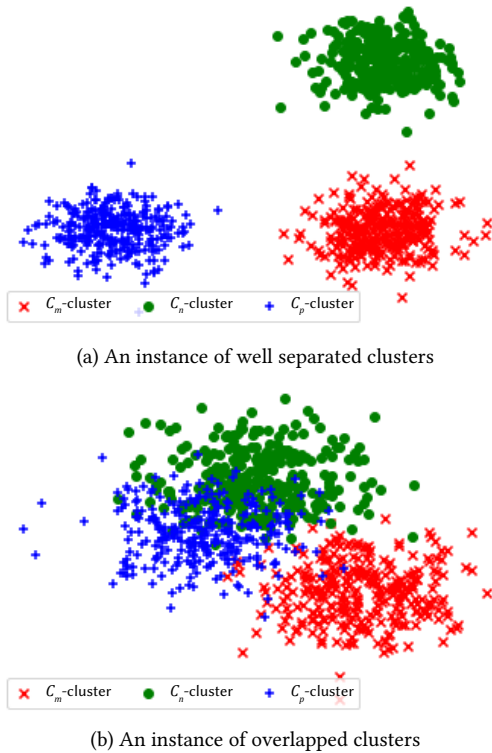 C_m-cluster C_n-cluster C_p-cluster
(a) An instance of well separated clusters
C_m-cluster C_n-cluster C_p-cluster
(b) An instance of overlapped clusters